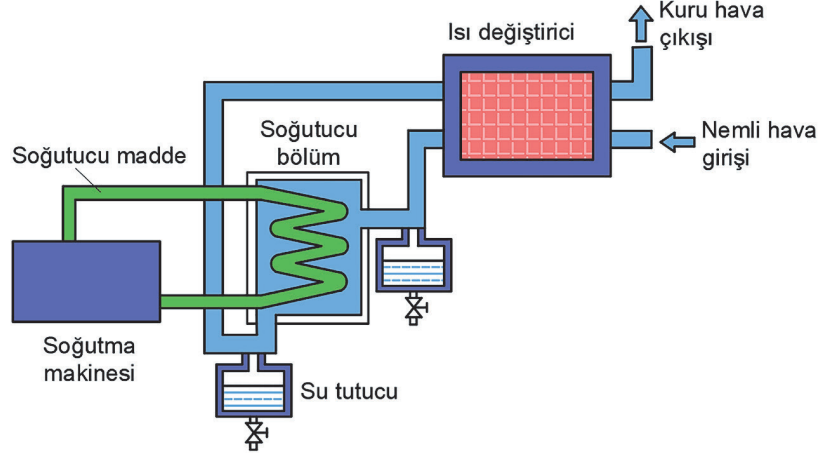 Kuru hava
çıkışı
Isı değiştirici
Nemli hava
girişi
Soğutucu
bölüm
Soğutucu madde
Soğutma
makinesi
Su tutucu